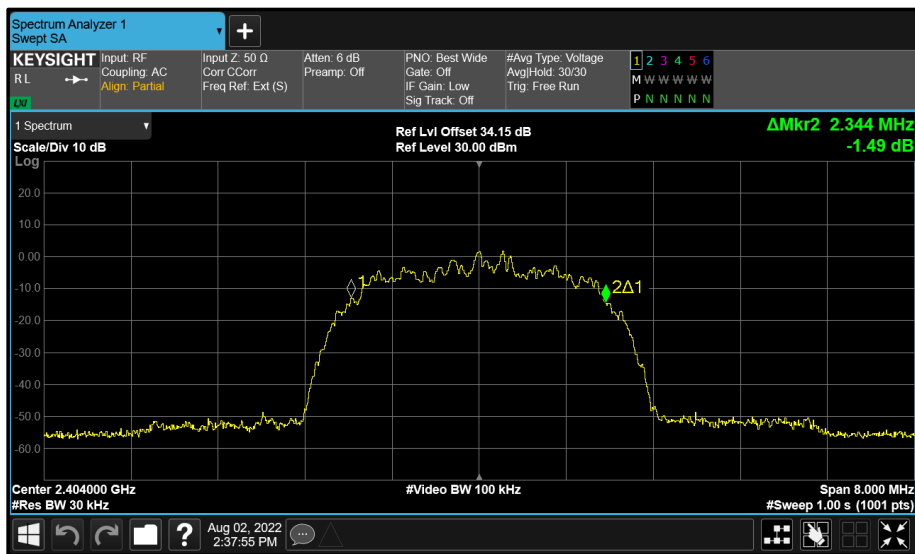 Spectrum Analyzer 1
Swept SA
+
KEYSIGHT
R L
LXI
Input: RF
Coupling: AC
Align: Partial
Input Z: 50 Ω
Corr CCorr
Freq Ref: Ext (S)
Atten: 6 dB
Preamp: Off
PNO: Best Wide
Gate: Off
IF Gain: Low
Sig Track: Off
#Avg Type: Voltage
Avg|Hold: 30/30
Trig: Free Run
1 2 3 4 5 6
M W W W W W
P N N N N N
1 Spectrum
Scale/Div 10 dB
Ref Lvl Offset 34.15 dB
Ref Level 30.00 dBm
ΔMkr2 2.344 MHz
-1.49 dB
Log
20.0
10.0
0.00
-10.0
-20.0
-30.0
-40.0
-50.0
-60.0
1
2Δ1
Center 2.404000 GHz
#Res BW 30 kHz
#Video BW 100 kHz
Span 8.000 MHz
#Sweep 1.00 s (1001 pts)
?
Aug 02, 2022
2:37:55 PM